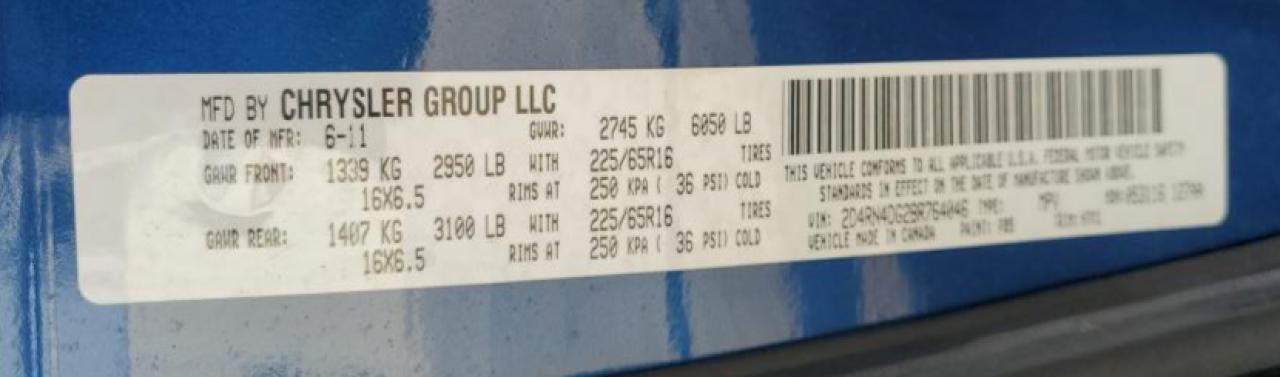 MFD BY CHRYSLER GROUP LLC
DATE OF MFR: 6-11 GVWR: 2745 KG 6050 LB
GAWR FRONT: 1339 KG 2950 LB WITH 225/65R16 TIRES
16X6.5 RIMS AT 250 KPA ( 36 PSI) COLD
GAWR REAR: 1407 KG 3100 LB WITH 225/65R16 TIRES
16X6.5 RIMS AT 250 KPA ( 36 PSI) COLD
THIS VEHICLE CONFORMS TO ALL APPLICABLE U.S.A. FEDERAL MOTOR VEHICLE SAFETY
STANDARDS IN EFFECT ON THE DATE OF MANUFACTURE SHOWN ABOVE.
VIN: 2D4RN4DG2BR764046 TYPE: MPV
VEHICLE MADE IN CANADA PAINT: PBS